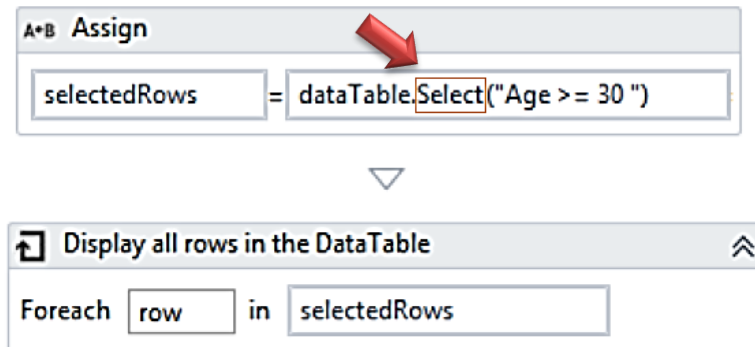 A+B Assign
selectedRows = dataTable.Select("Age >= 30 ")
Display all rows in the DataTable
Foreach row in selectedRows